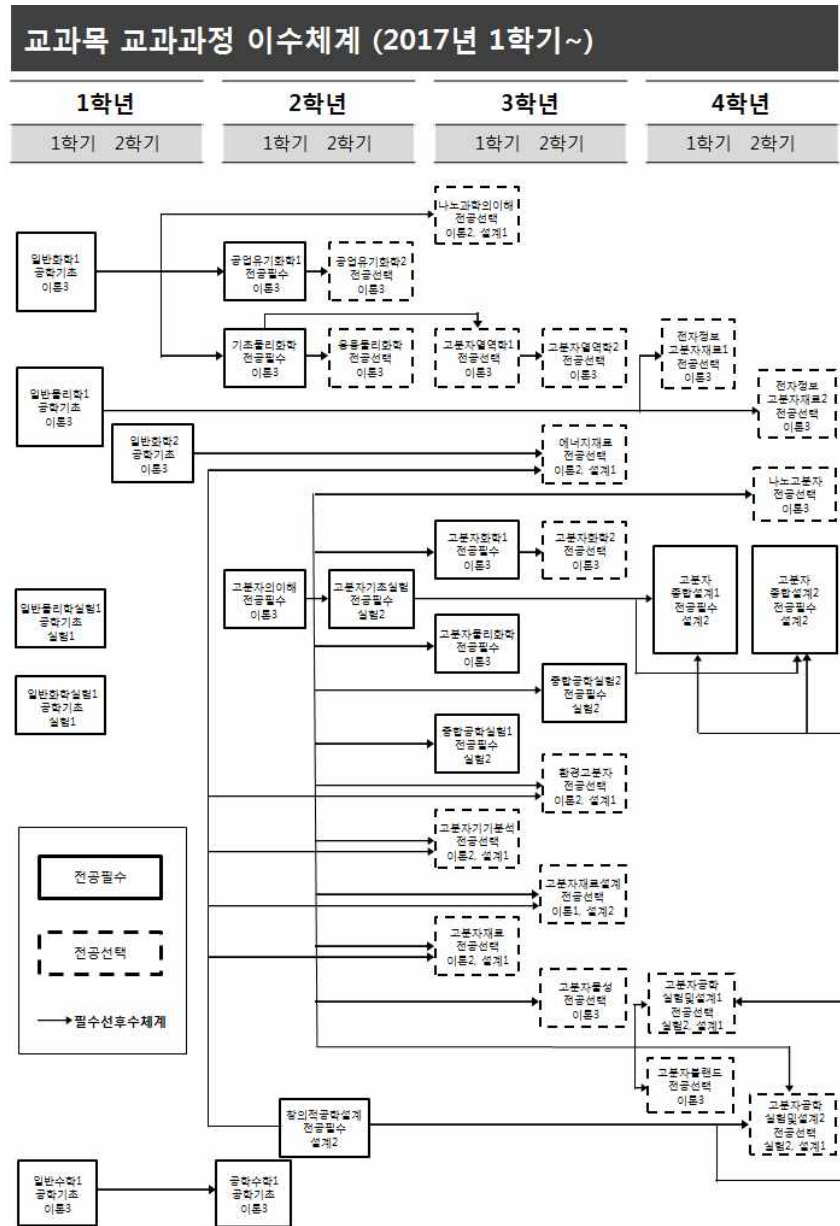 교과목 교과과정 이수체계 (2017년 1학기~)
1학년
2학년
3학년
4학년
1학기 2학기
1학기 2학기
1학기 2학기
1학기 2학기
나노과학의이해
전공선택
이론2, 설계1
일반화학1
공학기초
이론3
공업유기화학1
전공필수
이론3
공업유기화학2
전공선택
이론3
기초물리화학
전공필수
이론3
응용물리화학
전공선택
이론3
고분자열역학1
전공선택
이론3
고분자열역학2
전공선택
이론3
전자정보
고분자재료1
전공선택
이론3
일반물리학1
공학기초
이론3
전자정보
고분자재료2
전공선택
이론3
일반화학2
공학기초
이론3
에너지재료
전공선택
이론2, 설계1
나노고분자
전공선택
이론3
고분자화학1
전공필수
이론3
고분자화학2
전공선택
이론3
고분자의이해
전공필수
이론3
고분자기초실험
전공필수
실험2
고분자
종합설계1
전공필수
설계2
고분자
종합설계2
전공필수
설계2
일반물리학실험1
공학기초
실험1
고분자물리화학
전공필수
이론3
일반화학실험1
공학기초
실험1
종합공학실험2
전공필수
실험2
종합공학실험1
전공필수
실험2
환경고분자
전공선택
이론2, 설계1
고분자기기분석
전공선택
이론2, 설계1
전공필수
고분자재료설계
전공선택
이론1, 설계2
전공선택
고분자재료
전공선택
이론2, 설계1
필수선후수체계
고분자물성
전공선택
이론3
고분자공학
실험및설계1
전공선택
실험2, 설계1
고분자블랜드
전공선택
이론3
창의적공학설계
전공필수
설계2
고분자공학
실험및설계2
전공선택
실험2, 설계1
일반수학1
공학기초
이론3
공학수학1
공학기초
이론3